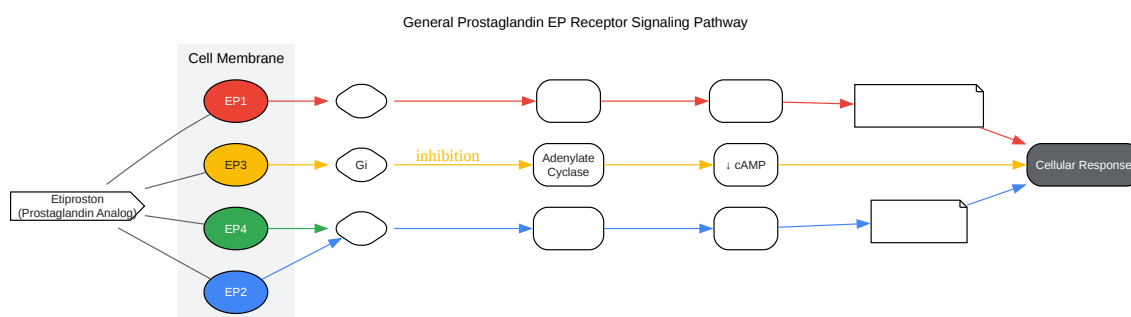 General Prostaglandin EP Receptor Signaling Pathway
Cell Membrane
EP1
EP3
Gi
inhibition
Adenylate
Cyclase
↓ cAMP
Cellular Response
Etiproston
(Prostaglandin Analog)
EP4
EP2